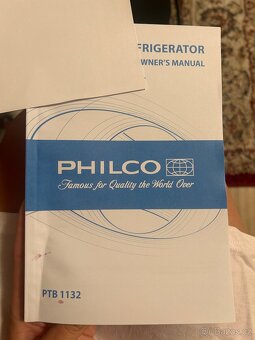 FRIGERATOR
WNER'S MANUAL
PHILCO
Famous for Quality the World Over
PTB 1132